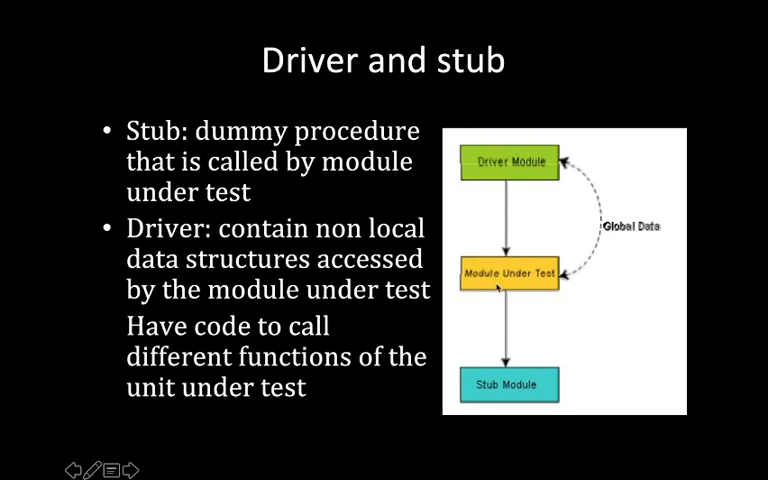 Driver and stub
• Stub: dummy procedure
that is called by module
under test
• Driver: contain non local
data structures accessed
by the module under test
Have code to call
different functions of the
unit under test
Driver Module
Global Data
Module Under Test
Stub Module